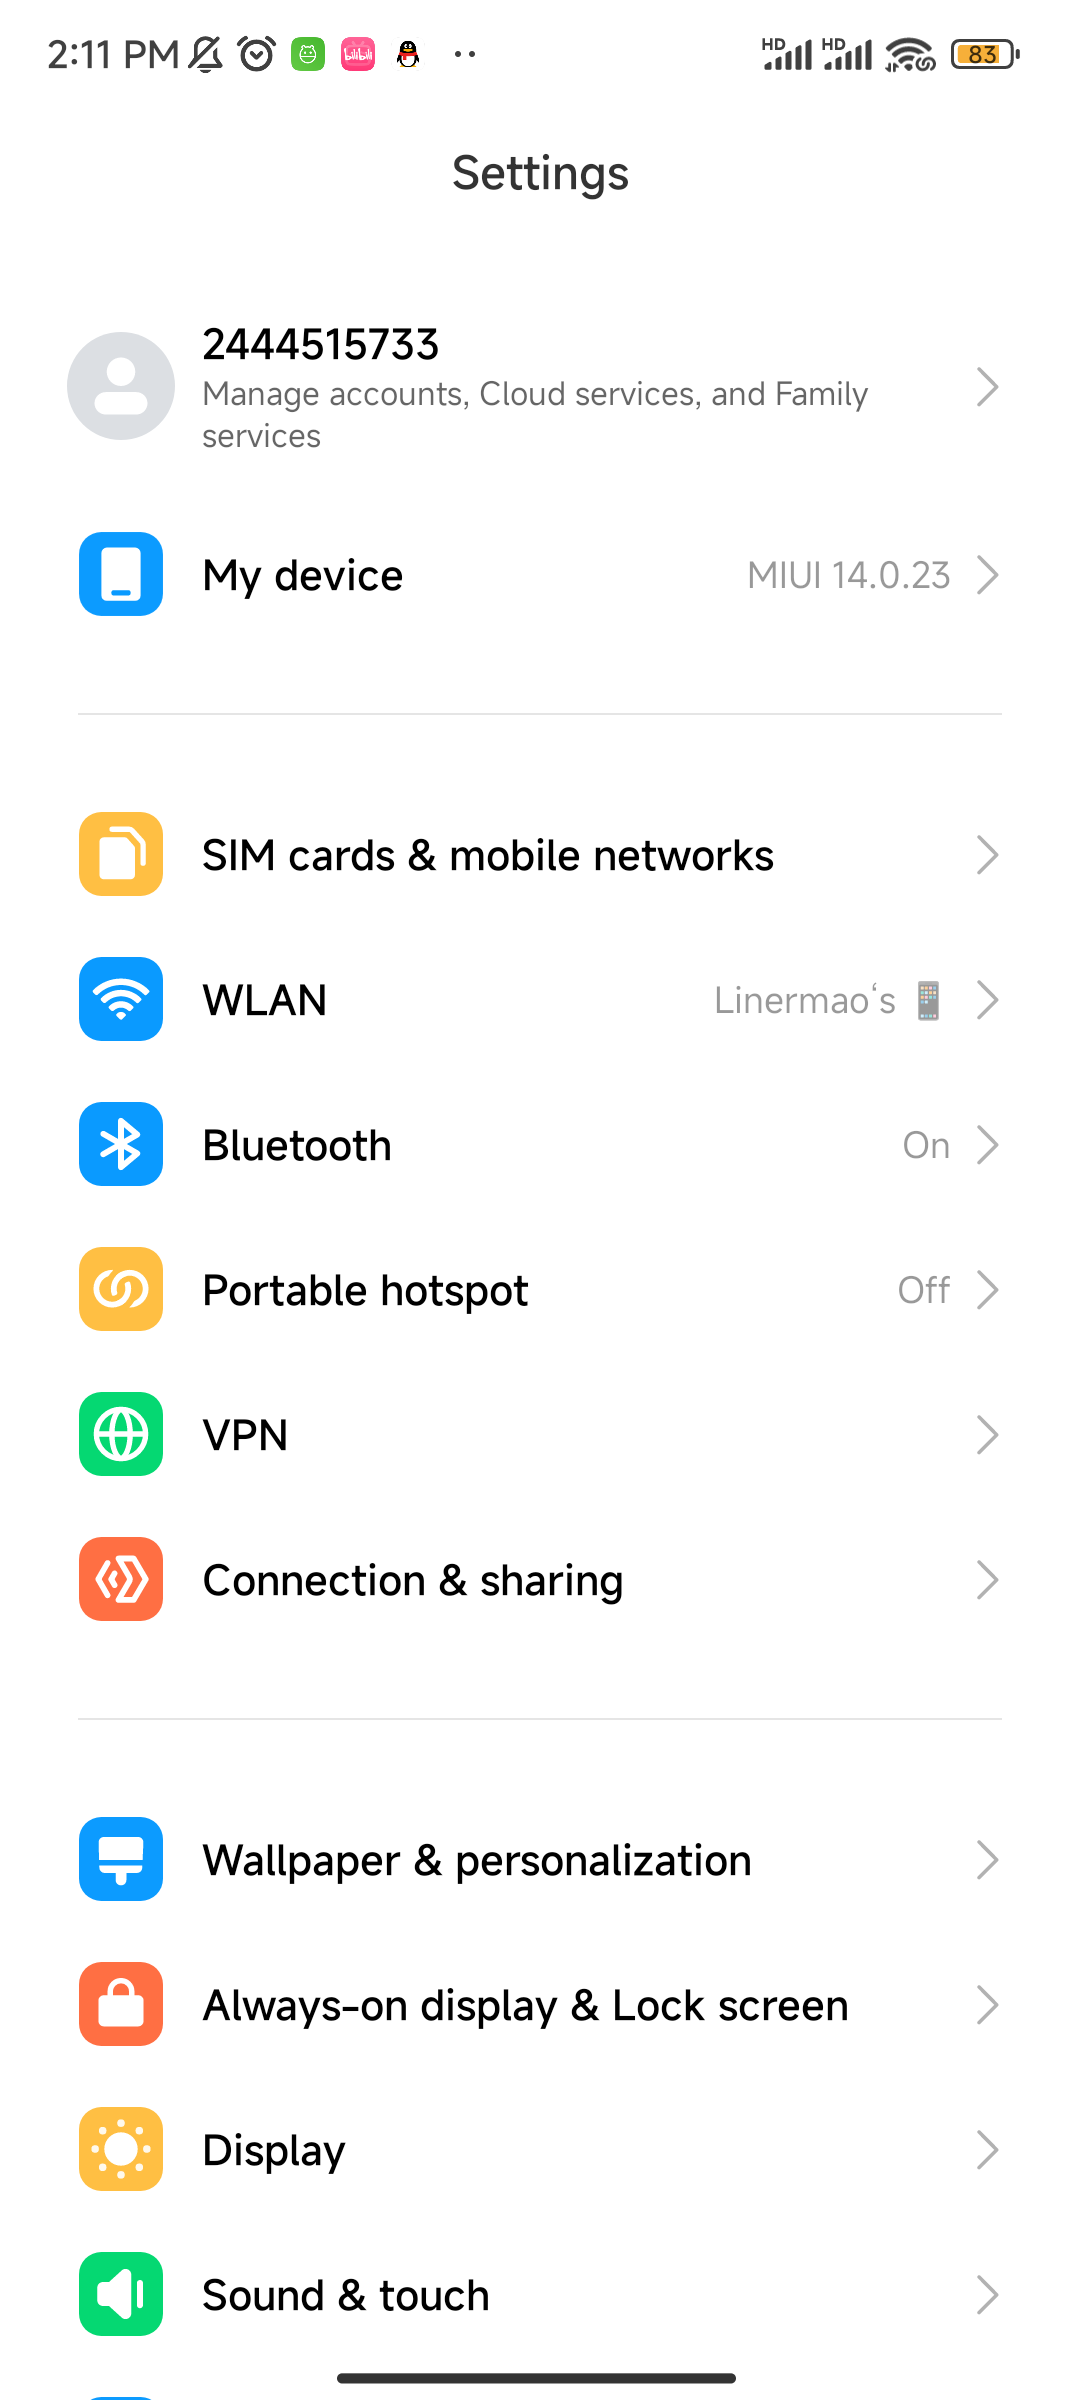 2:11 PM bilibili HD HD 83
Settings
2444515733
Manage accounts, Cloud services, and Family
services
My device MIUI 14.0.23
SIM cards & mobile networks
WLAN Linermao‘s 📱
Bluetooth On
Portable hotspot Off
VPN
Connection & sharing
Wallpaper & personalization
Always-on display & Lock screen
Display
Sound & touch